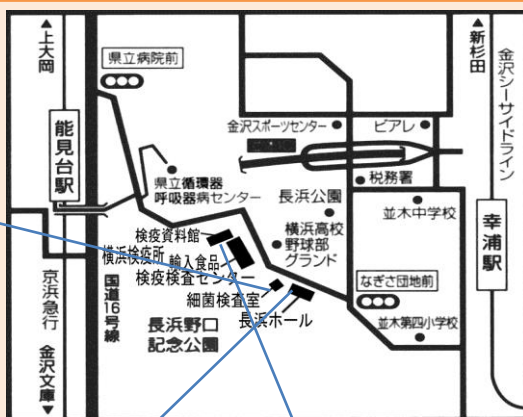 ▲上大岡
県立病院前
▲新杉田
金沢シーサイドライン
能見台駅
金沢スポーツセンター
ピアレ
税務署
県立循環器
呼吸器病センター
長浜公園
並木中学校
幸浦駅
検疫資料館
横浜検疫所
輸入食品
検疫検査センター
横浜高校
野球部
グランド
なぎさ団地前
細菌検査室
長浜ホール
並木第四小学校
長浜野口
記念公園
国道16号線
京浜急行
金沢文庫▼